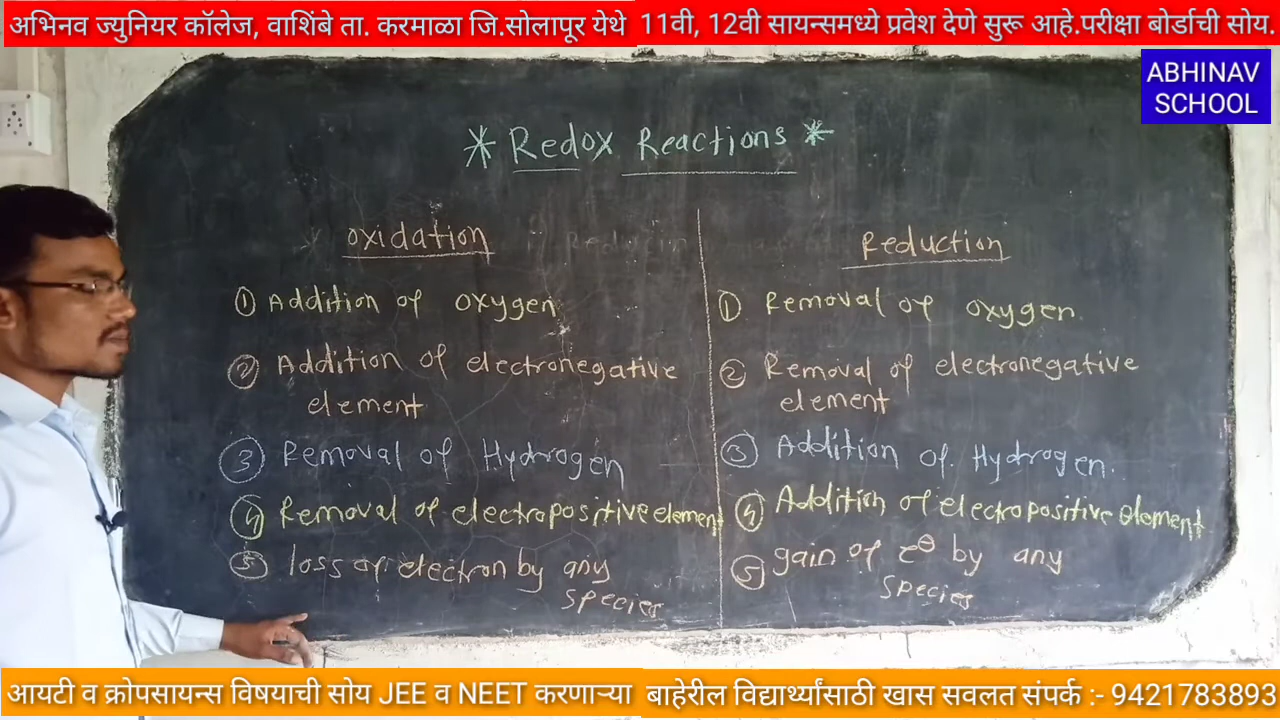 अभिनव ज्युनियर कॉलेज, वाशिंबे ता. करमाळा जि.सोलापूर येथे 11वी, 12वी सायन्समध्ये प्रवेश देणे सुरू आहे.परीक्षा बोर्डाची सोय.
ABHINAV
SCHOOL
* Redox Reactions *
oxidation
① Addition of oxygen
② Addition of electronegative
element
③ Removal of Hydrogen
④ Removal of electropositive element
⑤ loss of electron by any
species
Reduction
① Removal of oxygen.
② Removal of electronegative
element
③ Addition of Hydrogen.
④ Addition of electropositive element
⑤ gain of e⊖ by any
species
आयटी व क्रोपसायन्स विषयाची सोय JEE व NEET करणाऱ्या बाहेरील विद्यार्थ्यांसाठी खास सवलत संपर्क :- 9421783893